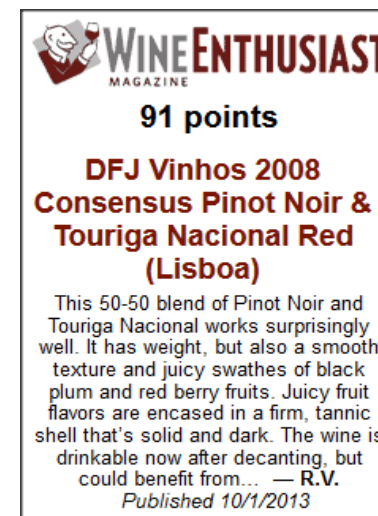 WINEENTHUSIAST
MAGAZINE
91 points
DFJ Vinhos 2008
Consensus Pinot Noir &
Touriga Nacional Red
(Lisboa)
This 50-50 blend of Pinot Noir and
Touriga Nacional works surprisingly
well. It has weight, but also a smooth
texture and juicy swathes of black
plum and red berry fruits. Juicy fruit
flavors are encased in a firm, tannic
shell that's solid and dark. The wine is
drinkable now after decanting, but
could benefit from... — R.V.
Published 10/1/2013